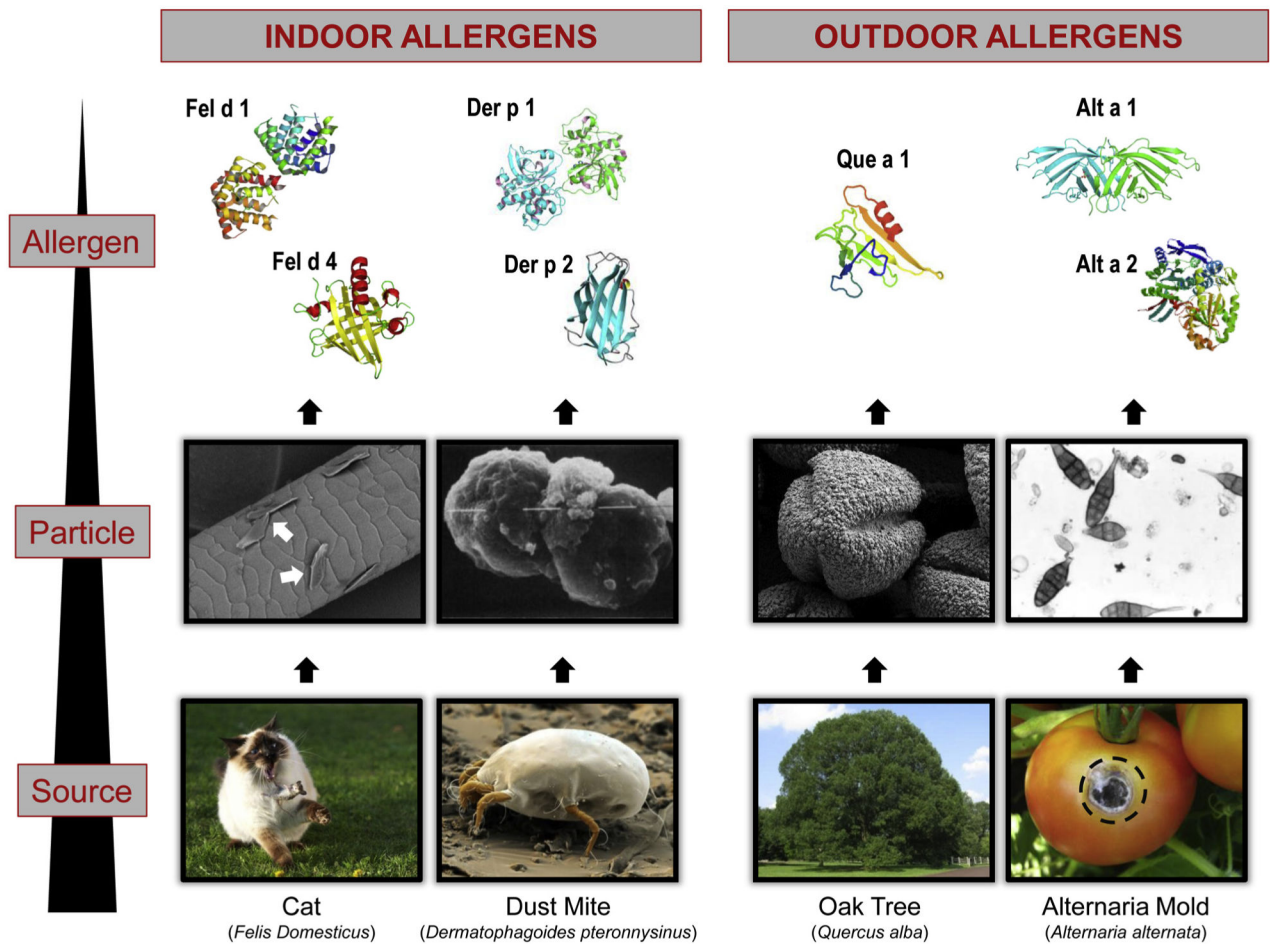 INDOOR ALLERGENS
OUTDOOR ALLERGENS
Fel d 1
Der p 1
Alt a 1
Que a 1
Allergen
Fel d 4
Der p 2
Alt a 2
Particle
Source
Cat
(Felis Domesticus)
Dust Mite
(Dermatophagoides pteronnysinus)
Oak Tree
(Quercus alba)
Alternaria Mold
(Alternaria alternata)